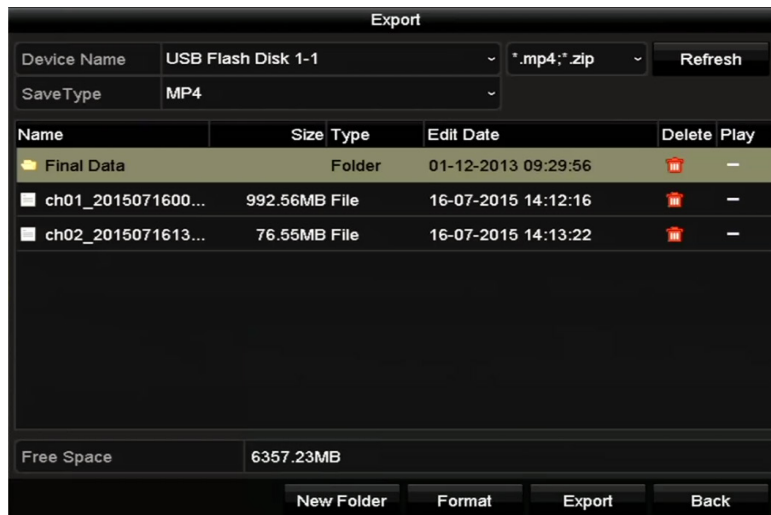 Export
Device Name USB Flash Disk 1-1 *.mp4;*.zip Refresh
SaveType MP4
Name Size Type Edit Date Delete Play
Final Data Folder 01-12-2013 09:29:56
ch01_2015071600... 992.56MB File 16-07-2015 14:12:16
ch02_2015071613... 76.55MB File 16-07-2015 14:13:22
Free Space 6357.23MB
New Folder Format Export Back